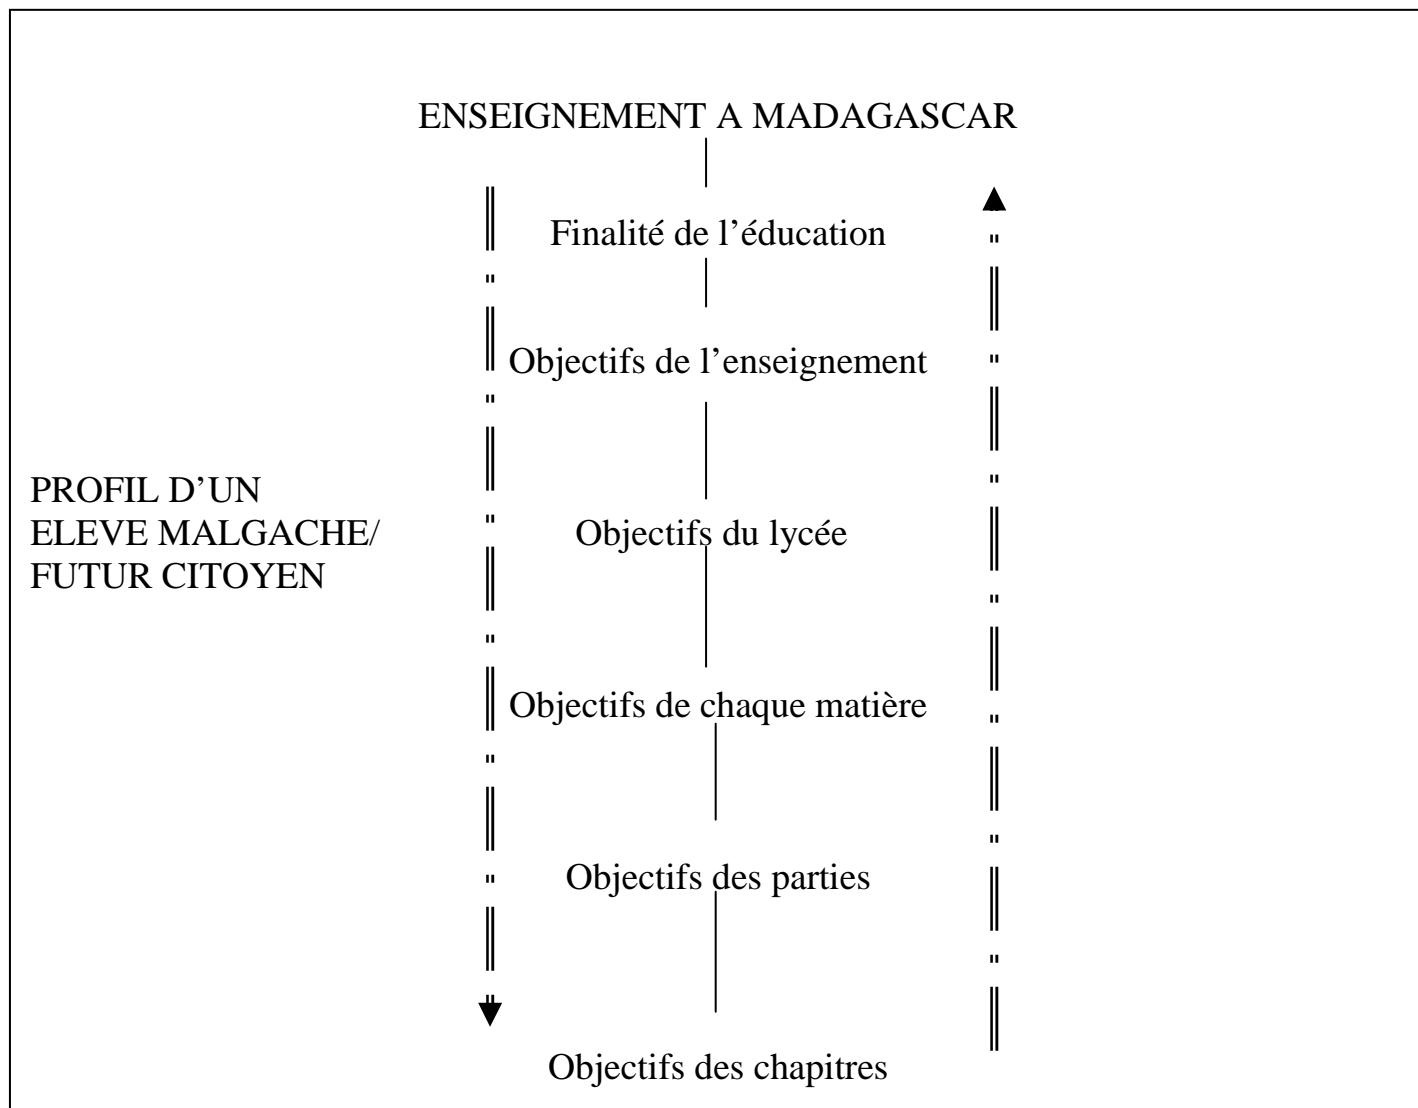 ENSEIGNEMENT A MADAGASCAR
Finalité de l’éducation
Objectifs de l’enseignement
PROFIL D’UN
ELEVE MALGACHE/
FUTUR CITOYEN
Objectifs du lycée
Objectifs de chaque matière
Objectifs des parties
Objectifs des chapitres